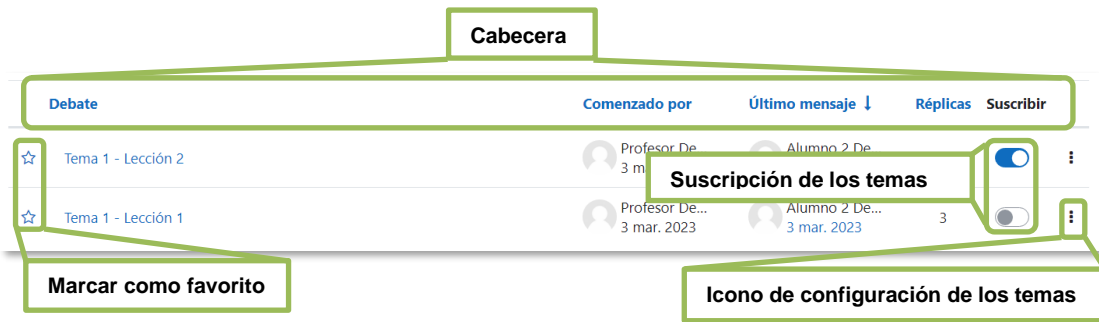 Cabecera
Debate Comenzado por Último mensaje ↓ Réplicas Suscribir
Tema 1 - Lección 2 Profesor De... Alumno 2 De...
3
Suscripción de los temas
Tema 1 - Lección 1 Profesor De... Alumno 2 De... 3
3 mar. 2023 3 mar. 2023
Marcar como favorito
Icono de configuración de los temas